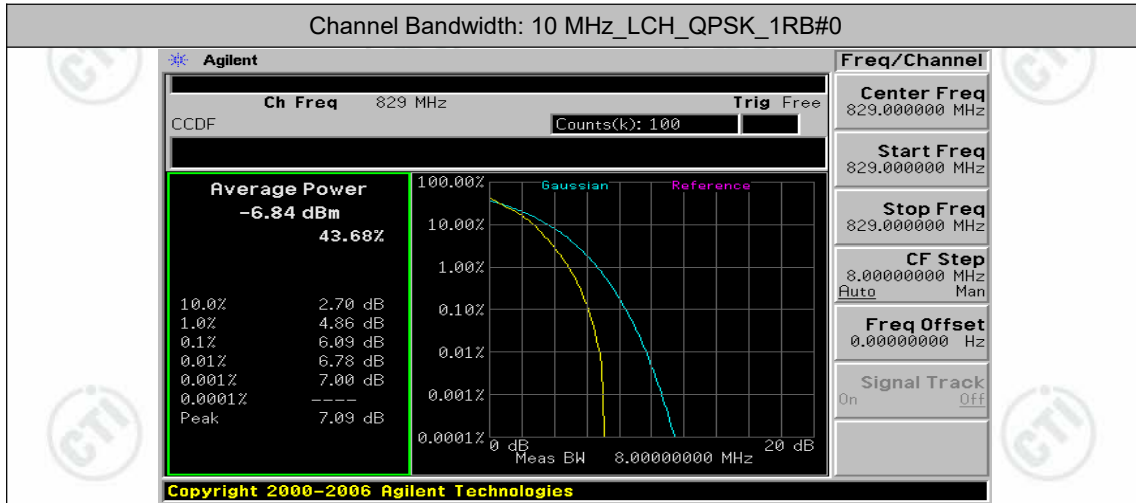 Channel Bandwidth: 10 MHz_LCH_QPSK_1RB#0
Agilent
Freq/Channel
Ch Freq 829 MHz Trig Free
CCDF Counts(k): 100
Center Freq
829.000000 MHz
Start Freq
829.000000 MHz
Stop Freq
829.000000 MHz
CF Step
8.00000000 MHz
Auto Man
Freq Offset
0.00000000 Hz
Signal Track
On Off
Average Power
-6.84 dBm
43.68%
10.0% 2.70 dB
1.0% 4.86 dB
0.1% 6.09 dB
0.01% 6.78 dB
0.001% 7.00 dB
0.0001% ----
Peak 7.09 dB
Gaussian Reference
100.00%
10.00%
1.00%
0.10%
0.01%
0.001%
0.0001%
0 dB 20 dB
Meas BW 8.00000000 MHz
Copyright 2000-2006 Agilent Technologies
CTI
CTI
CTI
CTI